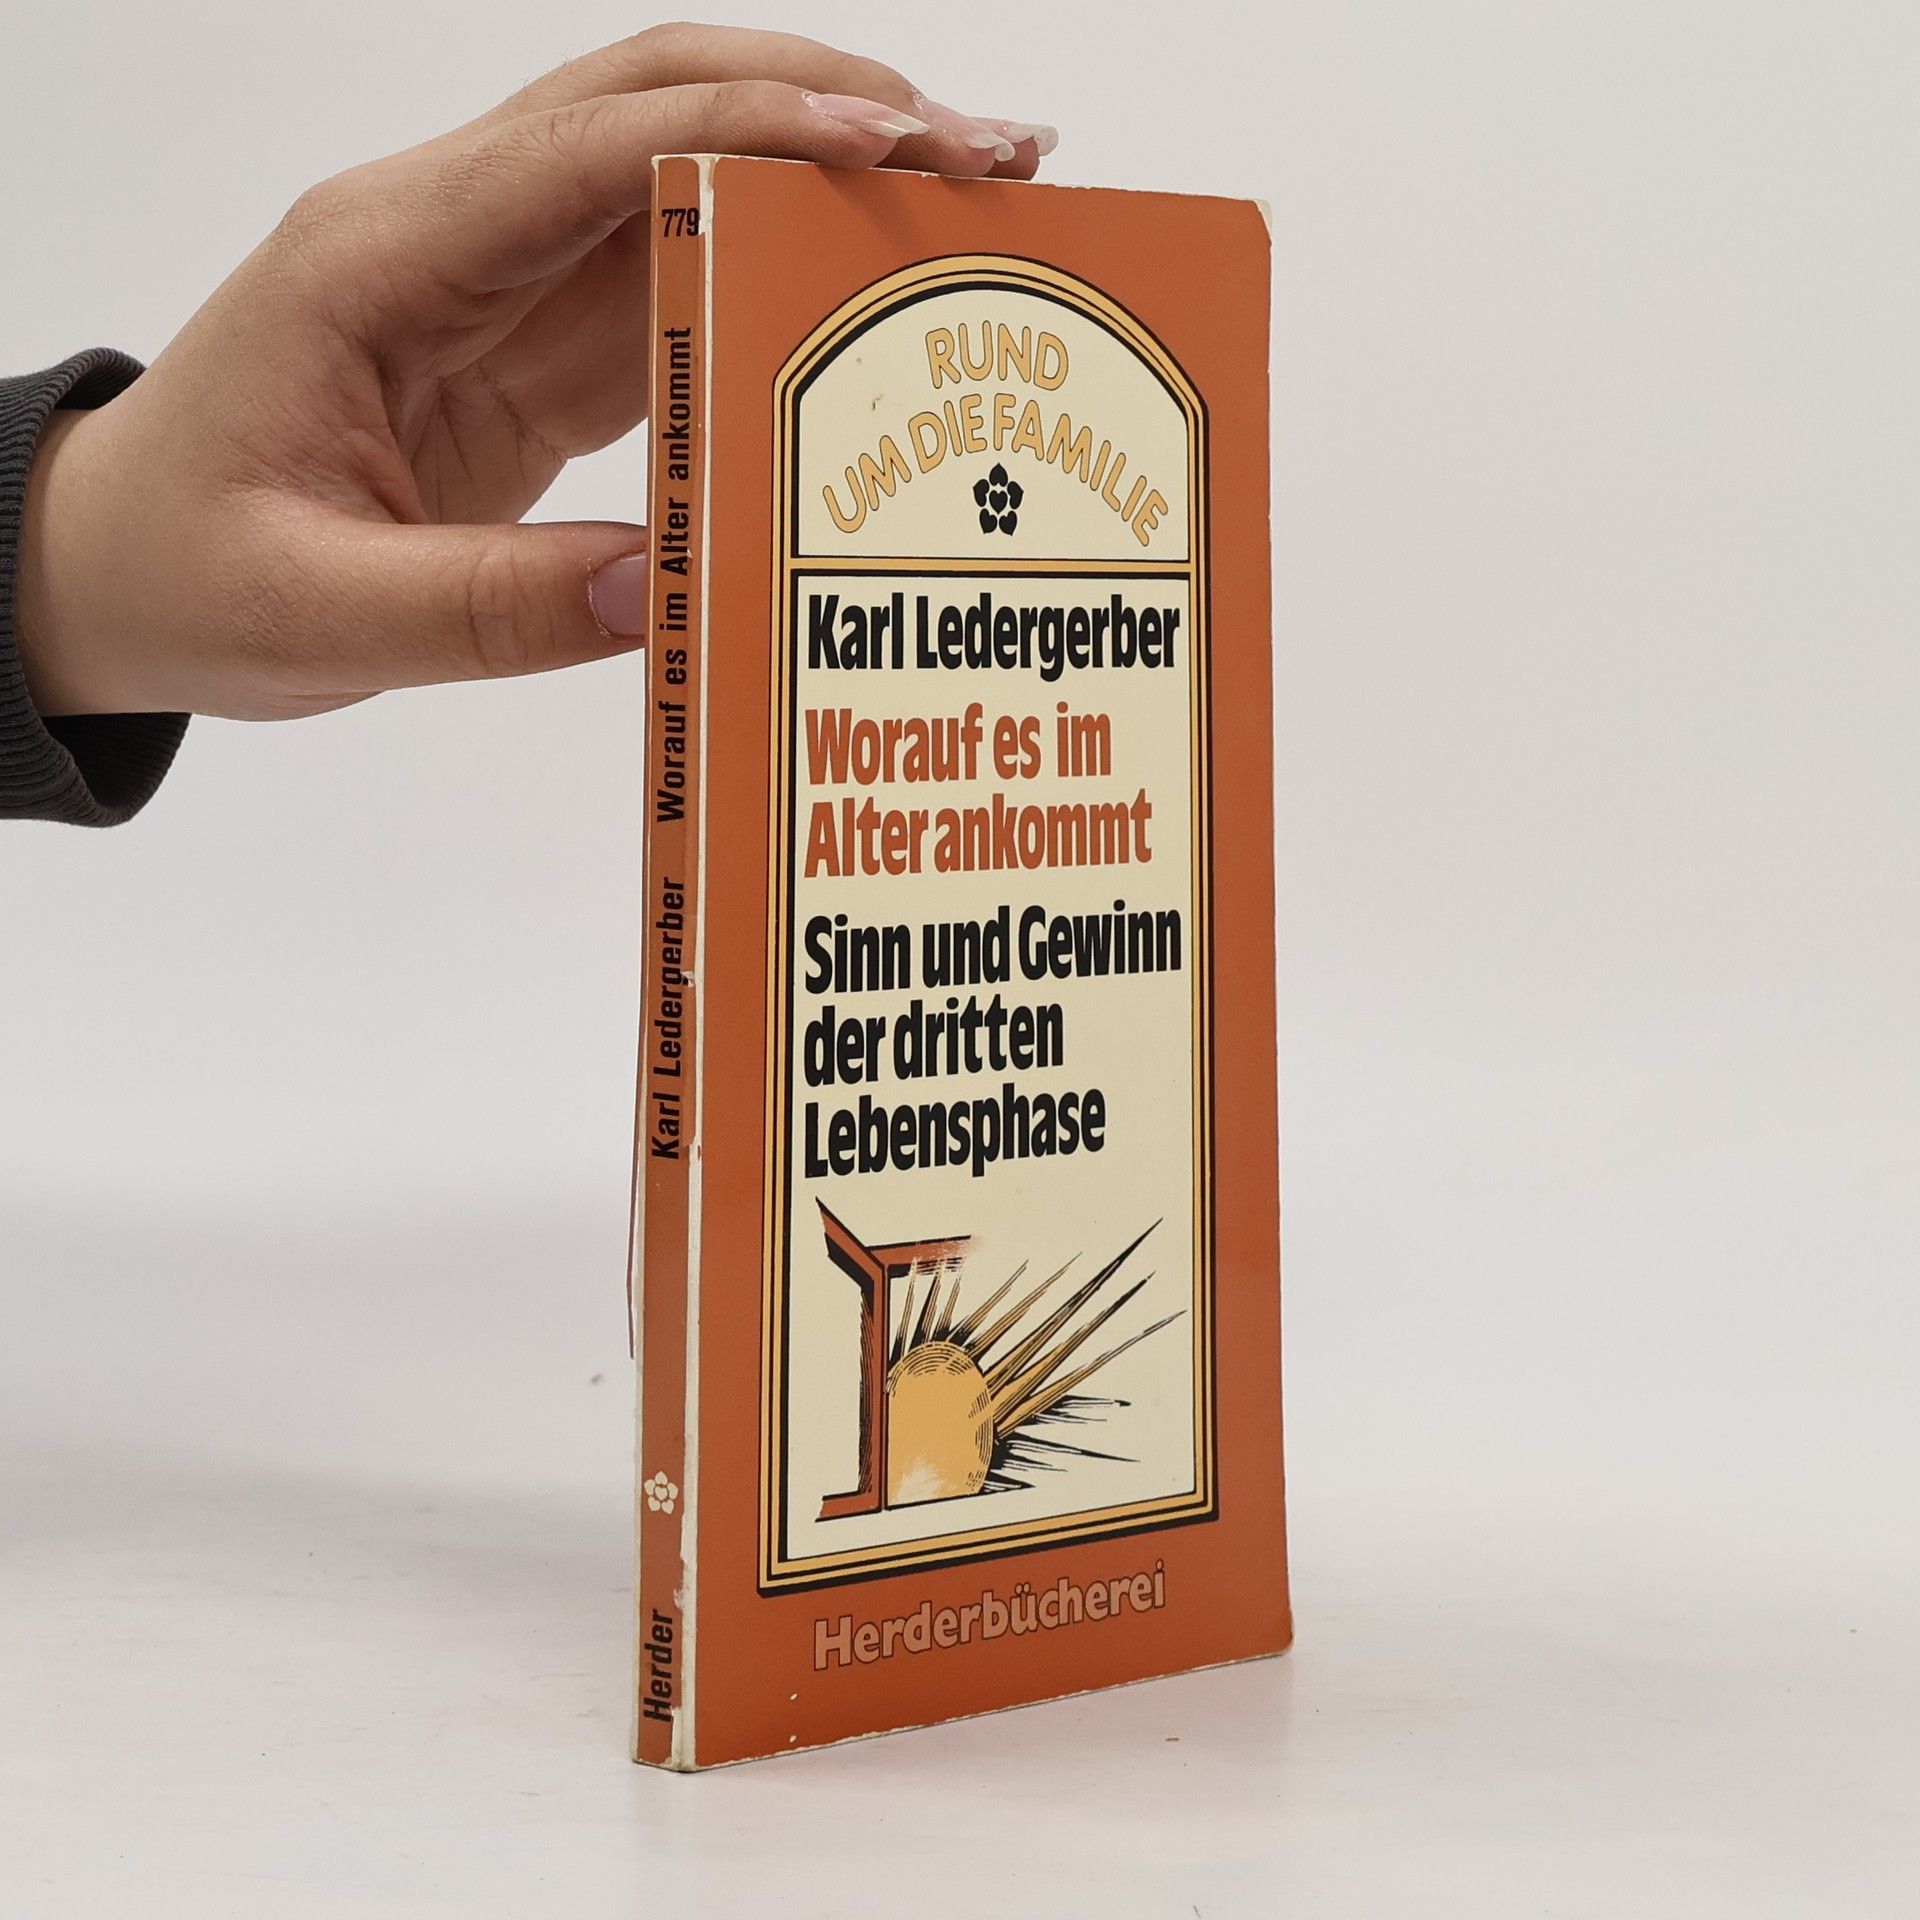 779
Karl Ledergerber Worauf es im Alter ankommt
Herder
RUND
UM DIE FAMILIE
Karl Ledergerber
Worauf es im
Alter ankommt
Sinn und Gewinn
der dritten
Lebensphase
Herderbücherei